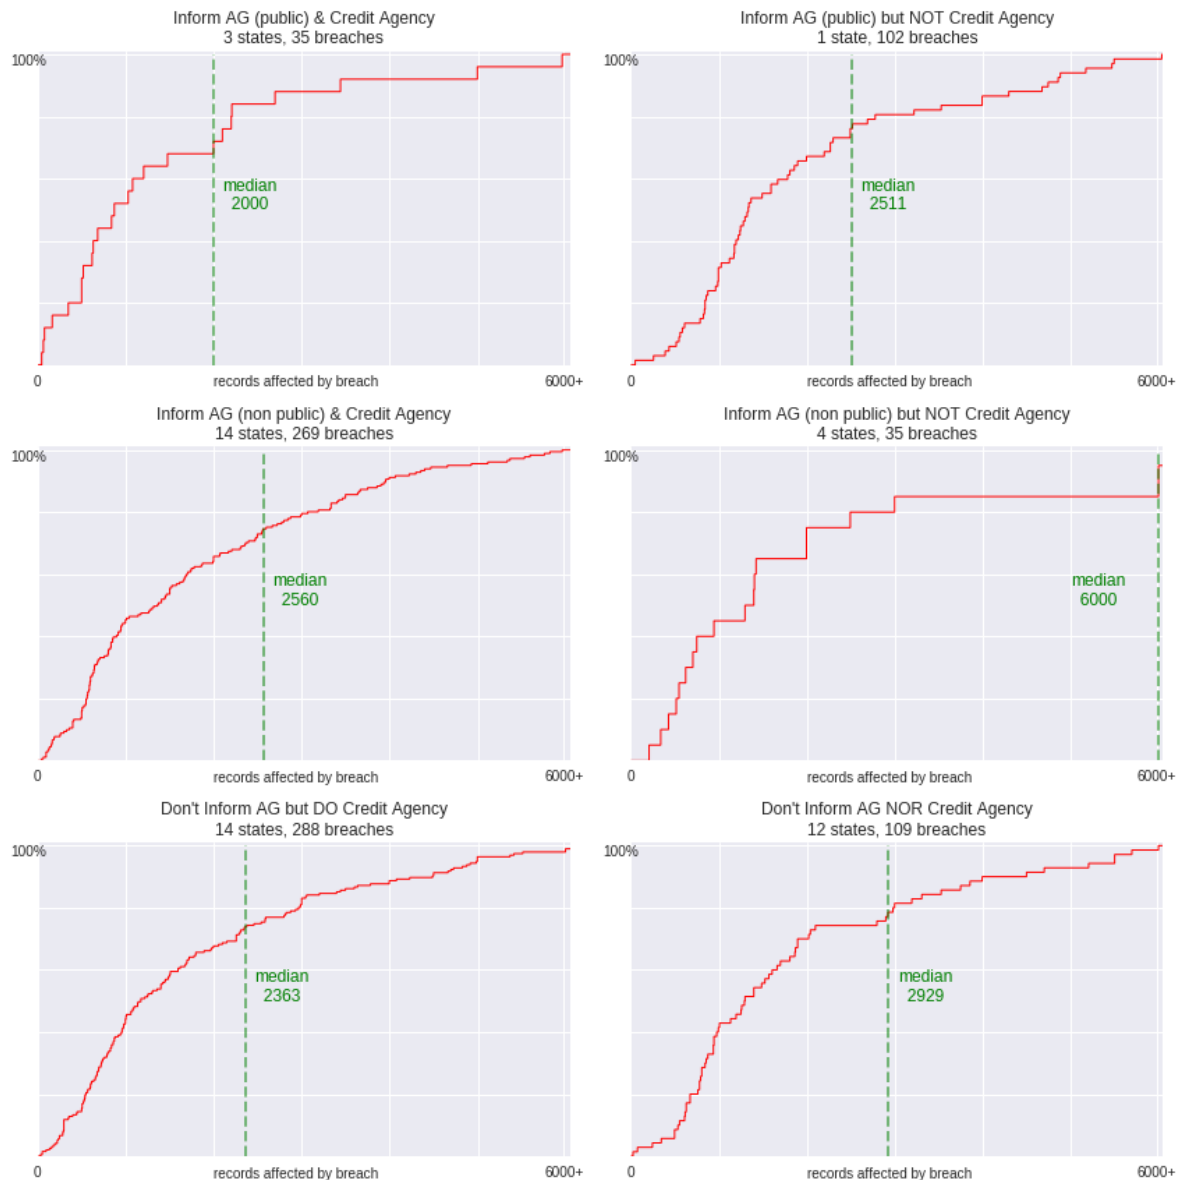 Inform AG (public) & Credit Agency
3 states, 35 breaches
100%
median
2000
0
records affected by breach
6000+
Inform AG (public) but NOT Credit Agency
1 state, 102 breaches
100%
median
2511
0
records affected by breach
6000+
Inform AG (non public) & Credit Agency
14 states, 269 breaches
100%
median
2560
0
records affected by breach
6000+
Inform AG (non public) but NOT Credit Agency
4 states, 35 breaches
100%
median
6000
0
records affected by breach
6000+
Don't Inform AG but DO Credit Agency
14 states, 288 breaches
100%
median
2363
0
records affected by breach
6000+
Don't Inform AG NOR Credit Agency
12 states, 109 breaches
100%
median
2929
0
records affected by breach
6000+